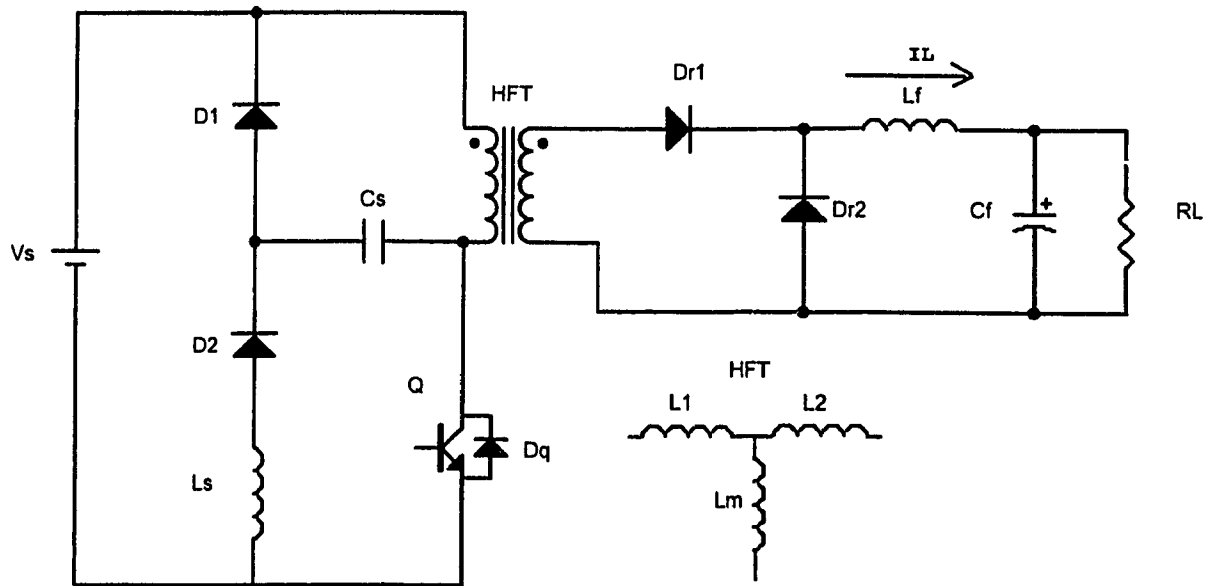 IL
Dr1
Lf
HFT
D1
Cs
Dr2
Cf
+
RL
Vs
D2
HFT
Q
L1
L2
Dq
Ls
Lm